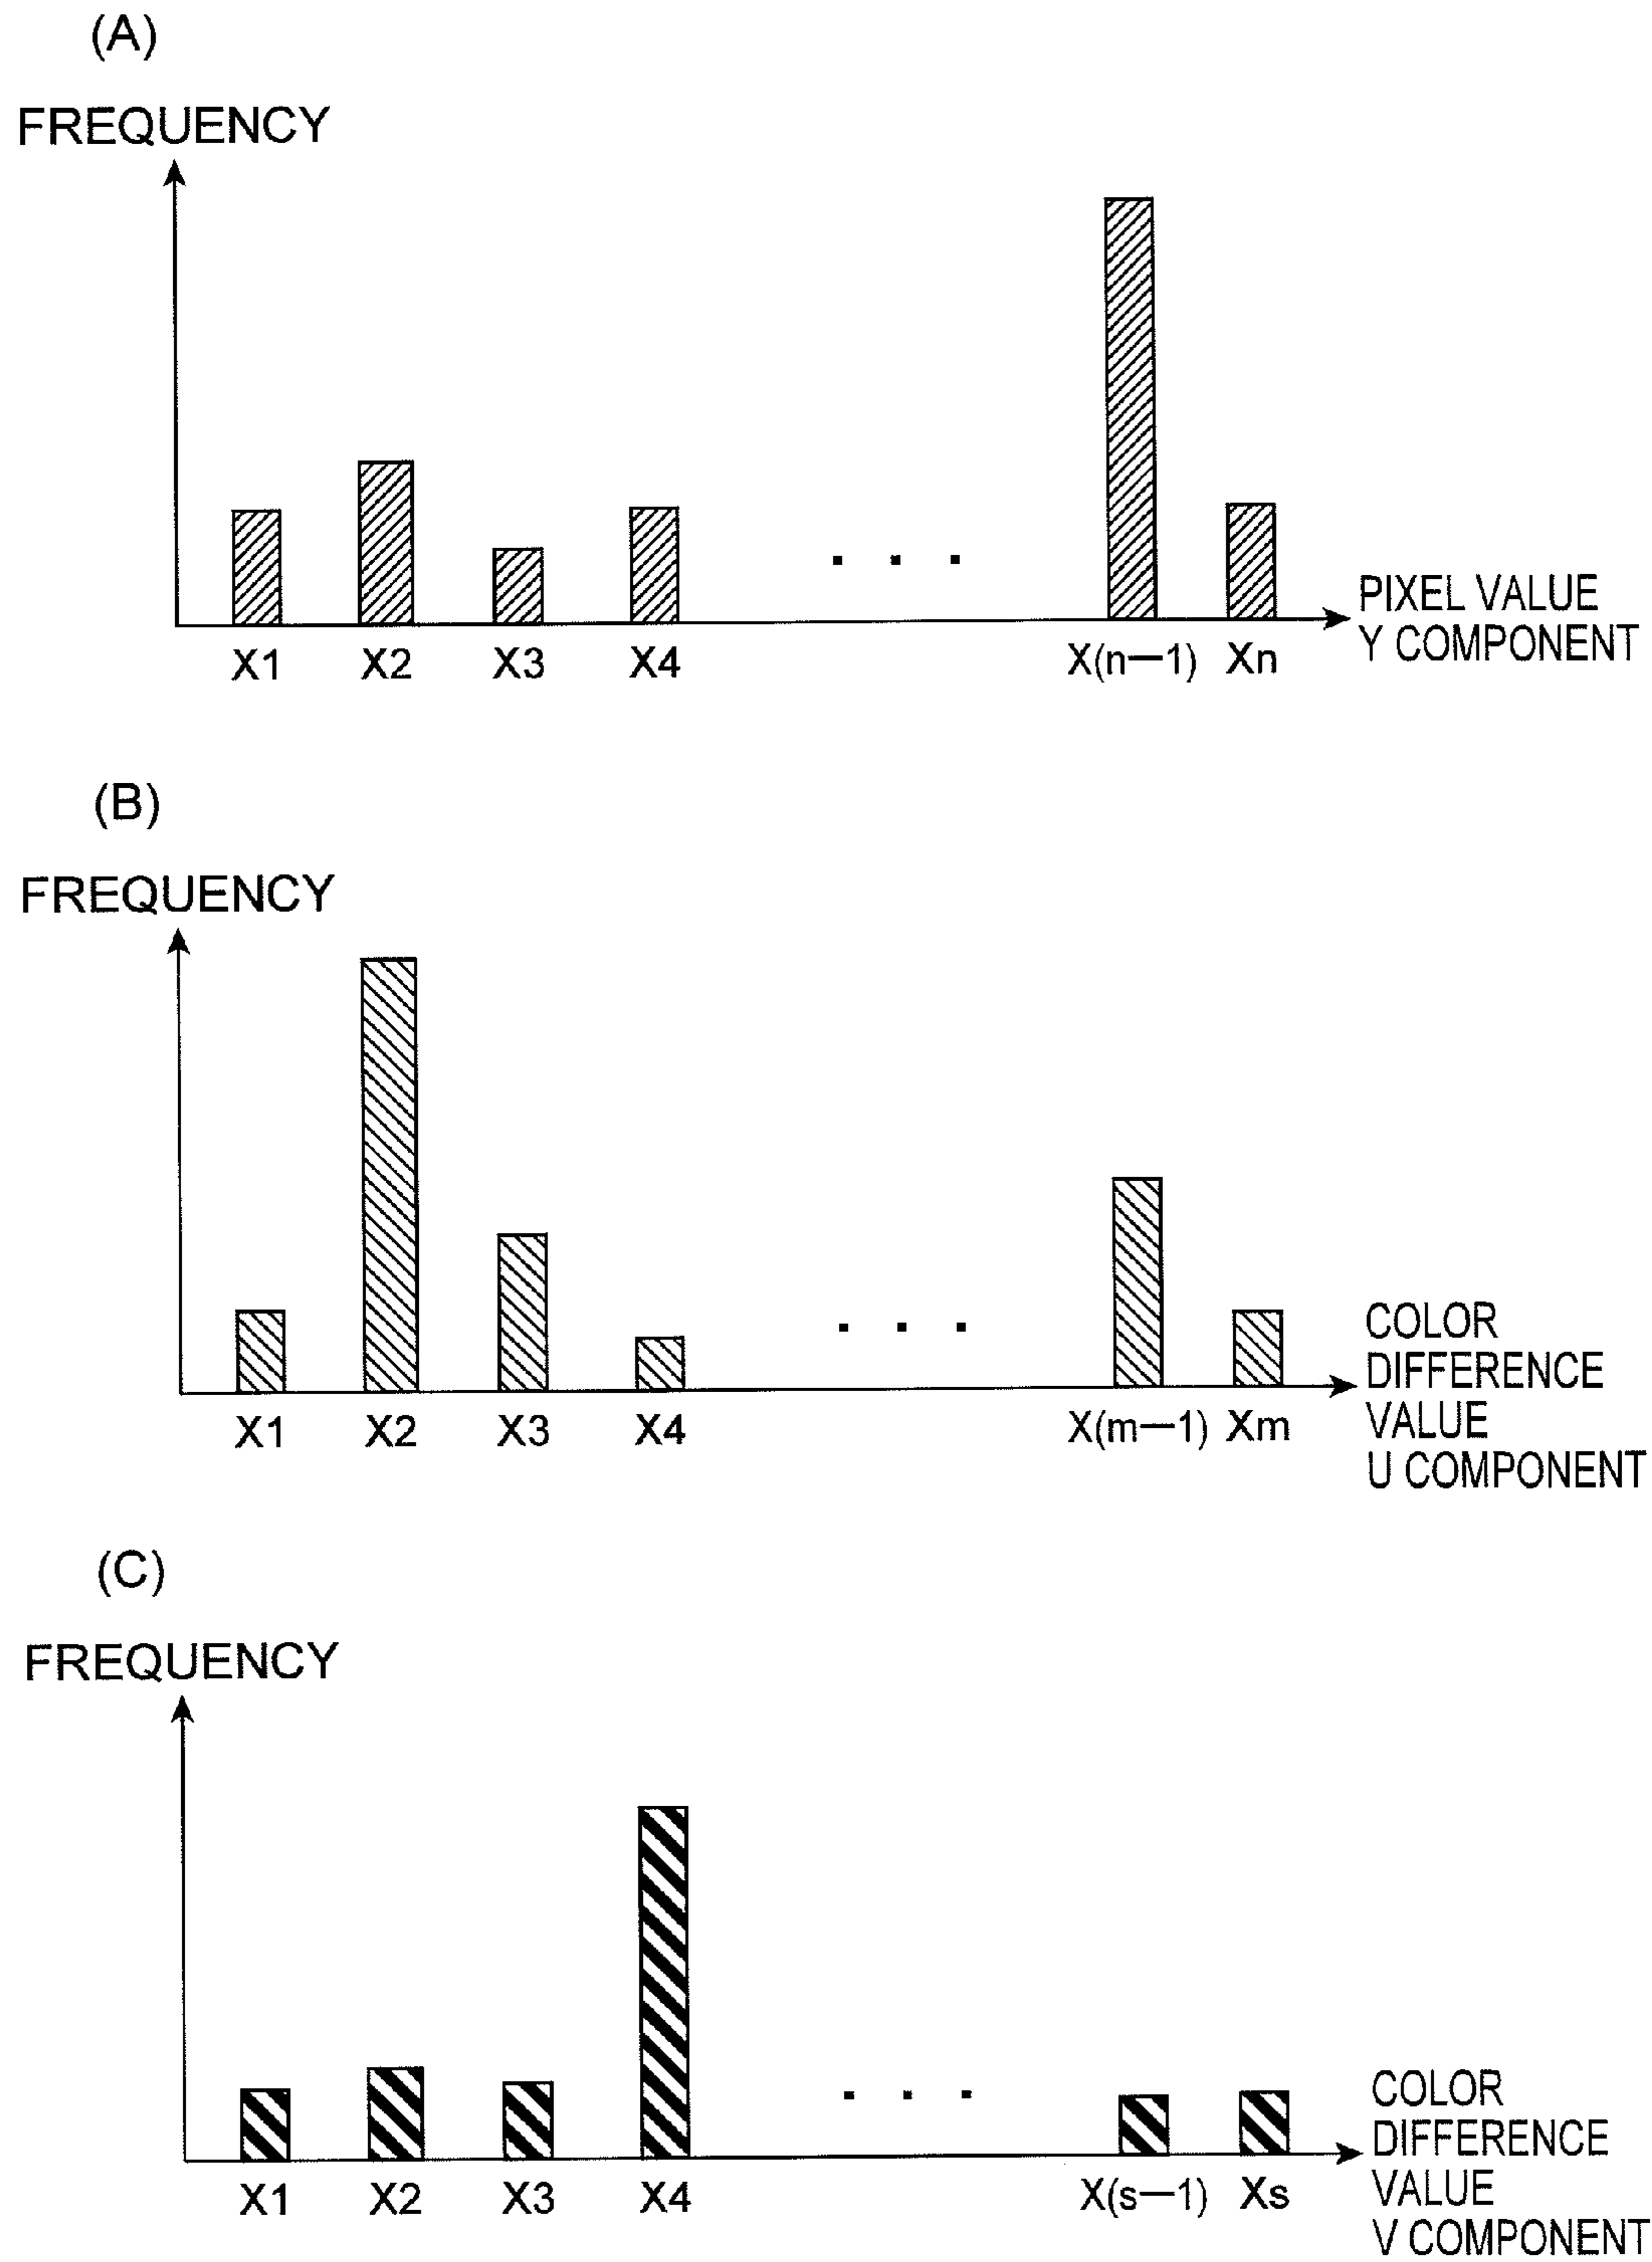 (A)
FREQUENCY
PIXEL VALUE
Y COMPONENT
X1 X2 X3 X4 . . . X(n—1) Xn
(B)
FREQUENCY
COLOR
DIFFERENCE
VALUE
U COMPONENT
X1 X2 X3 X4 . . . X(m—1) Xm
(C)
FREQUENCY
COLOR
DIFFERENCE
VALUE
V COMPONENT
X1 X2 X3 X4 . . . X(s—1) Xs